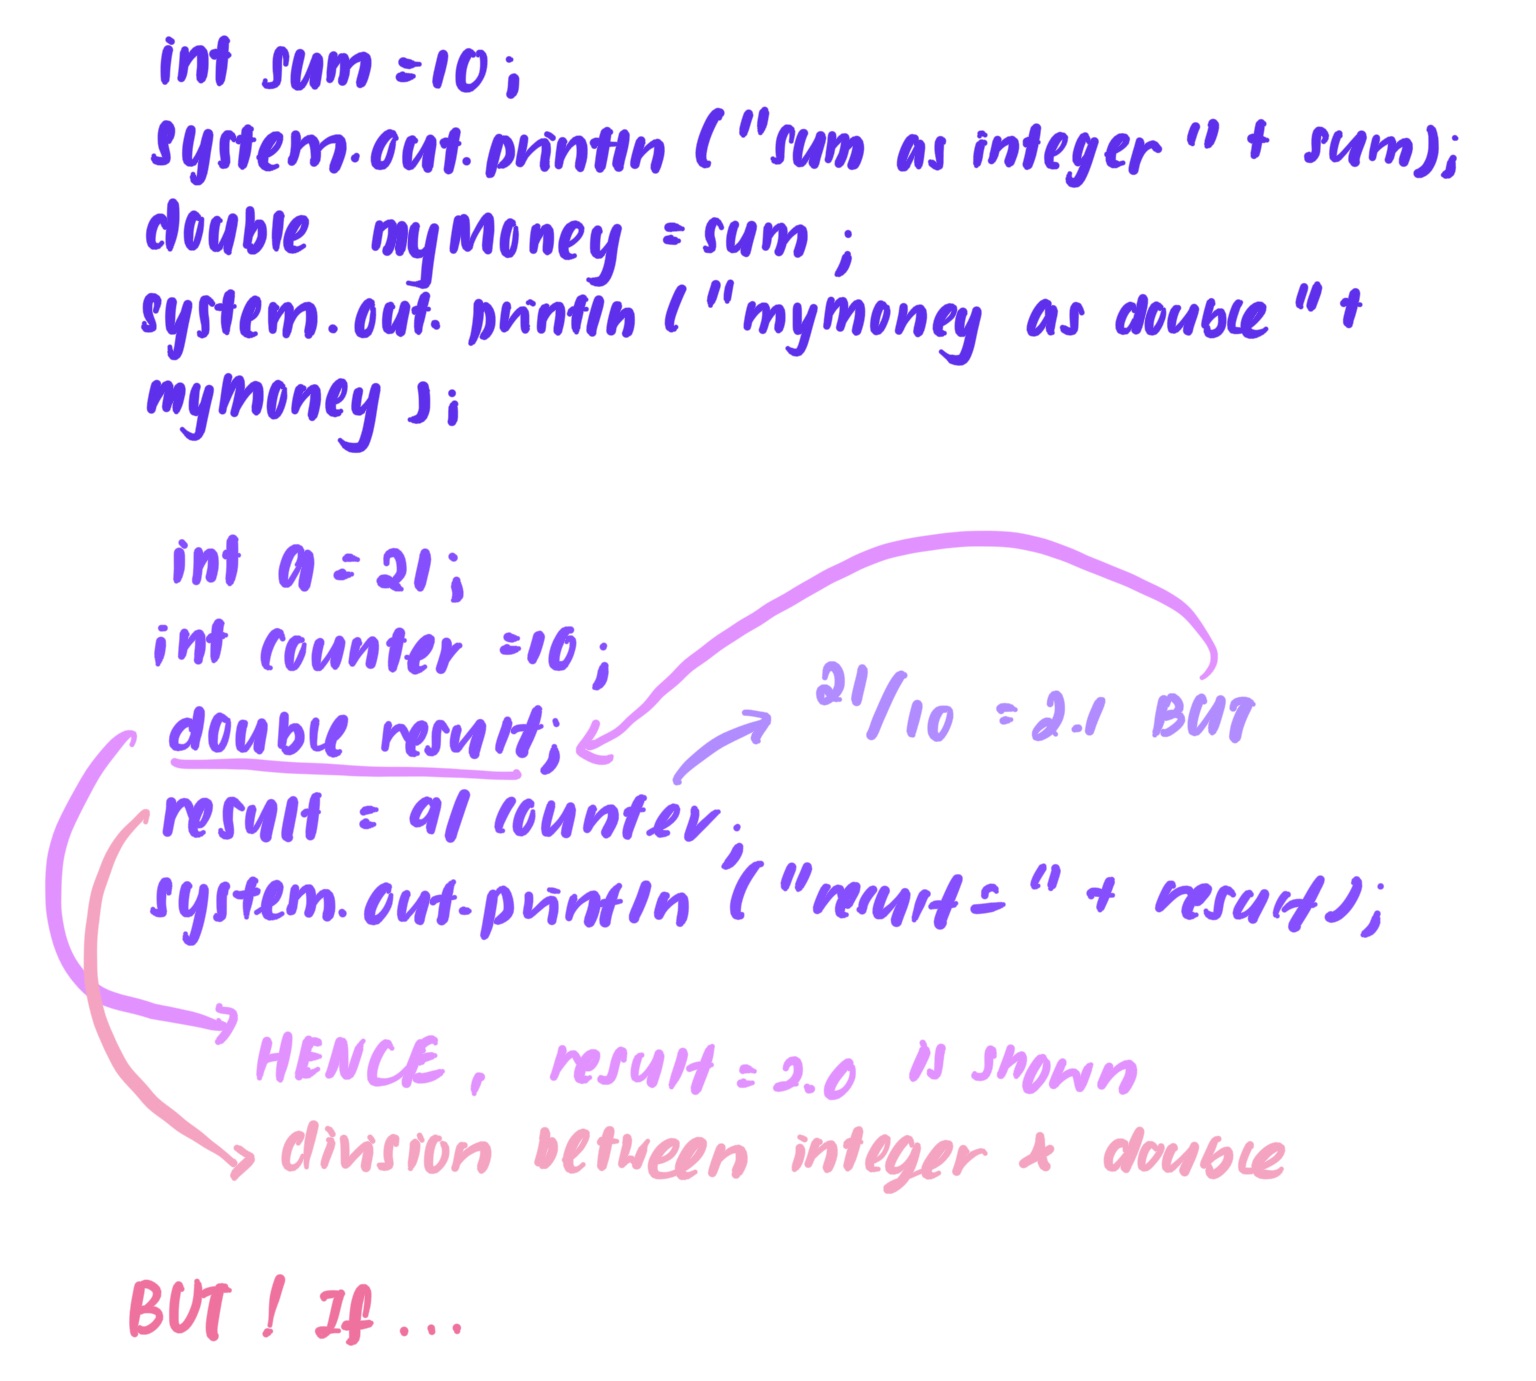 int sum = 10 ;
system.out.println ( "sum as integer " + sum);
double myMoney = sum ;
system.out. println ( "mymoney as double " +
mymoney );
int a = 21 ;
int counter = 10 ;
21/10 = 2.1 BUT
double result;
result = a/ counter ;
system. out.println ( "result = " + result);
HENCE , result = 2.0 is shown
division between integer & double
BUT ! If ...